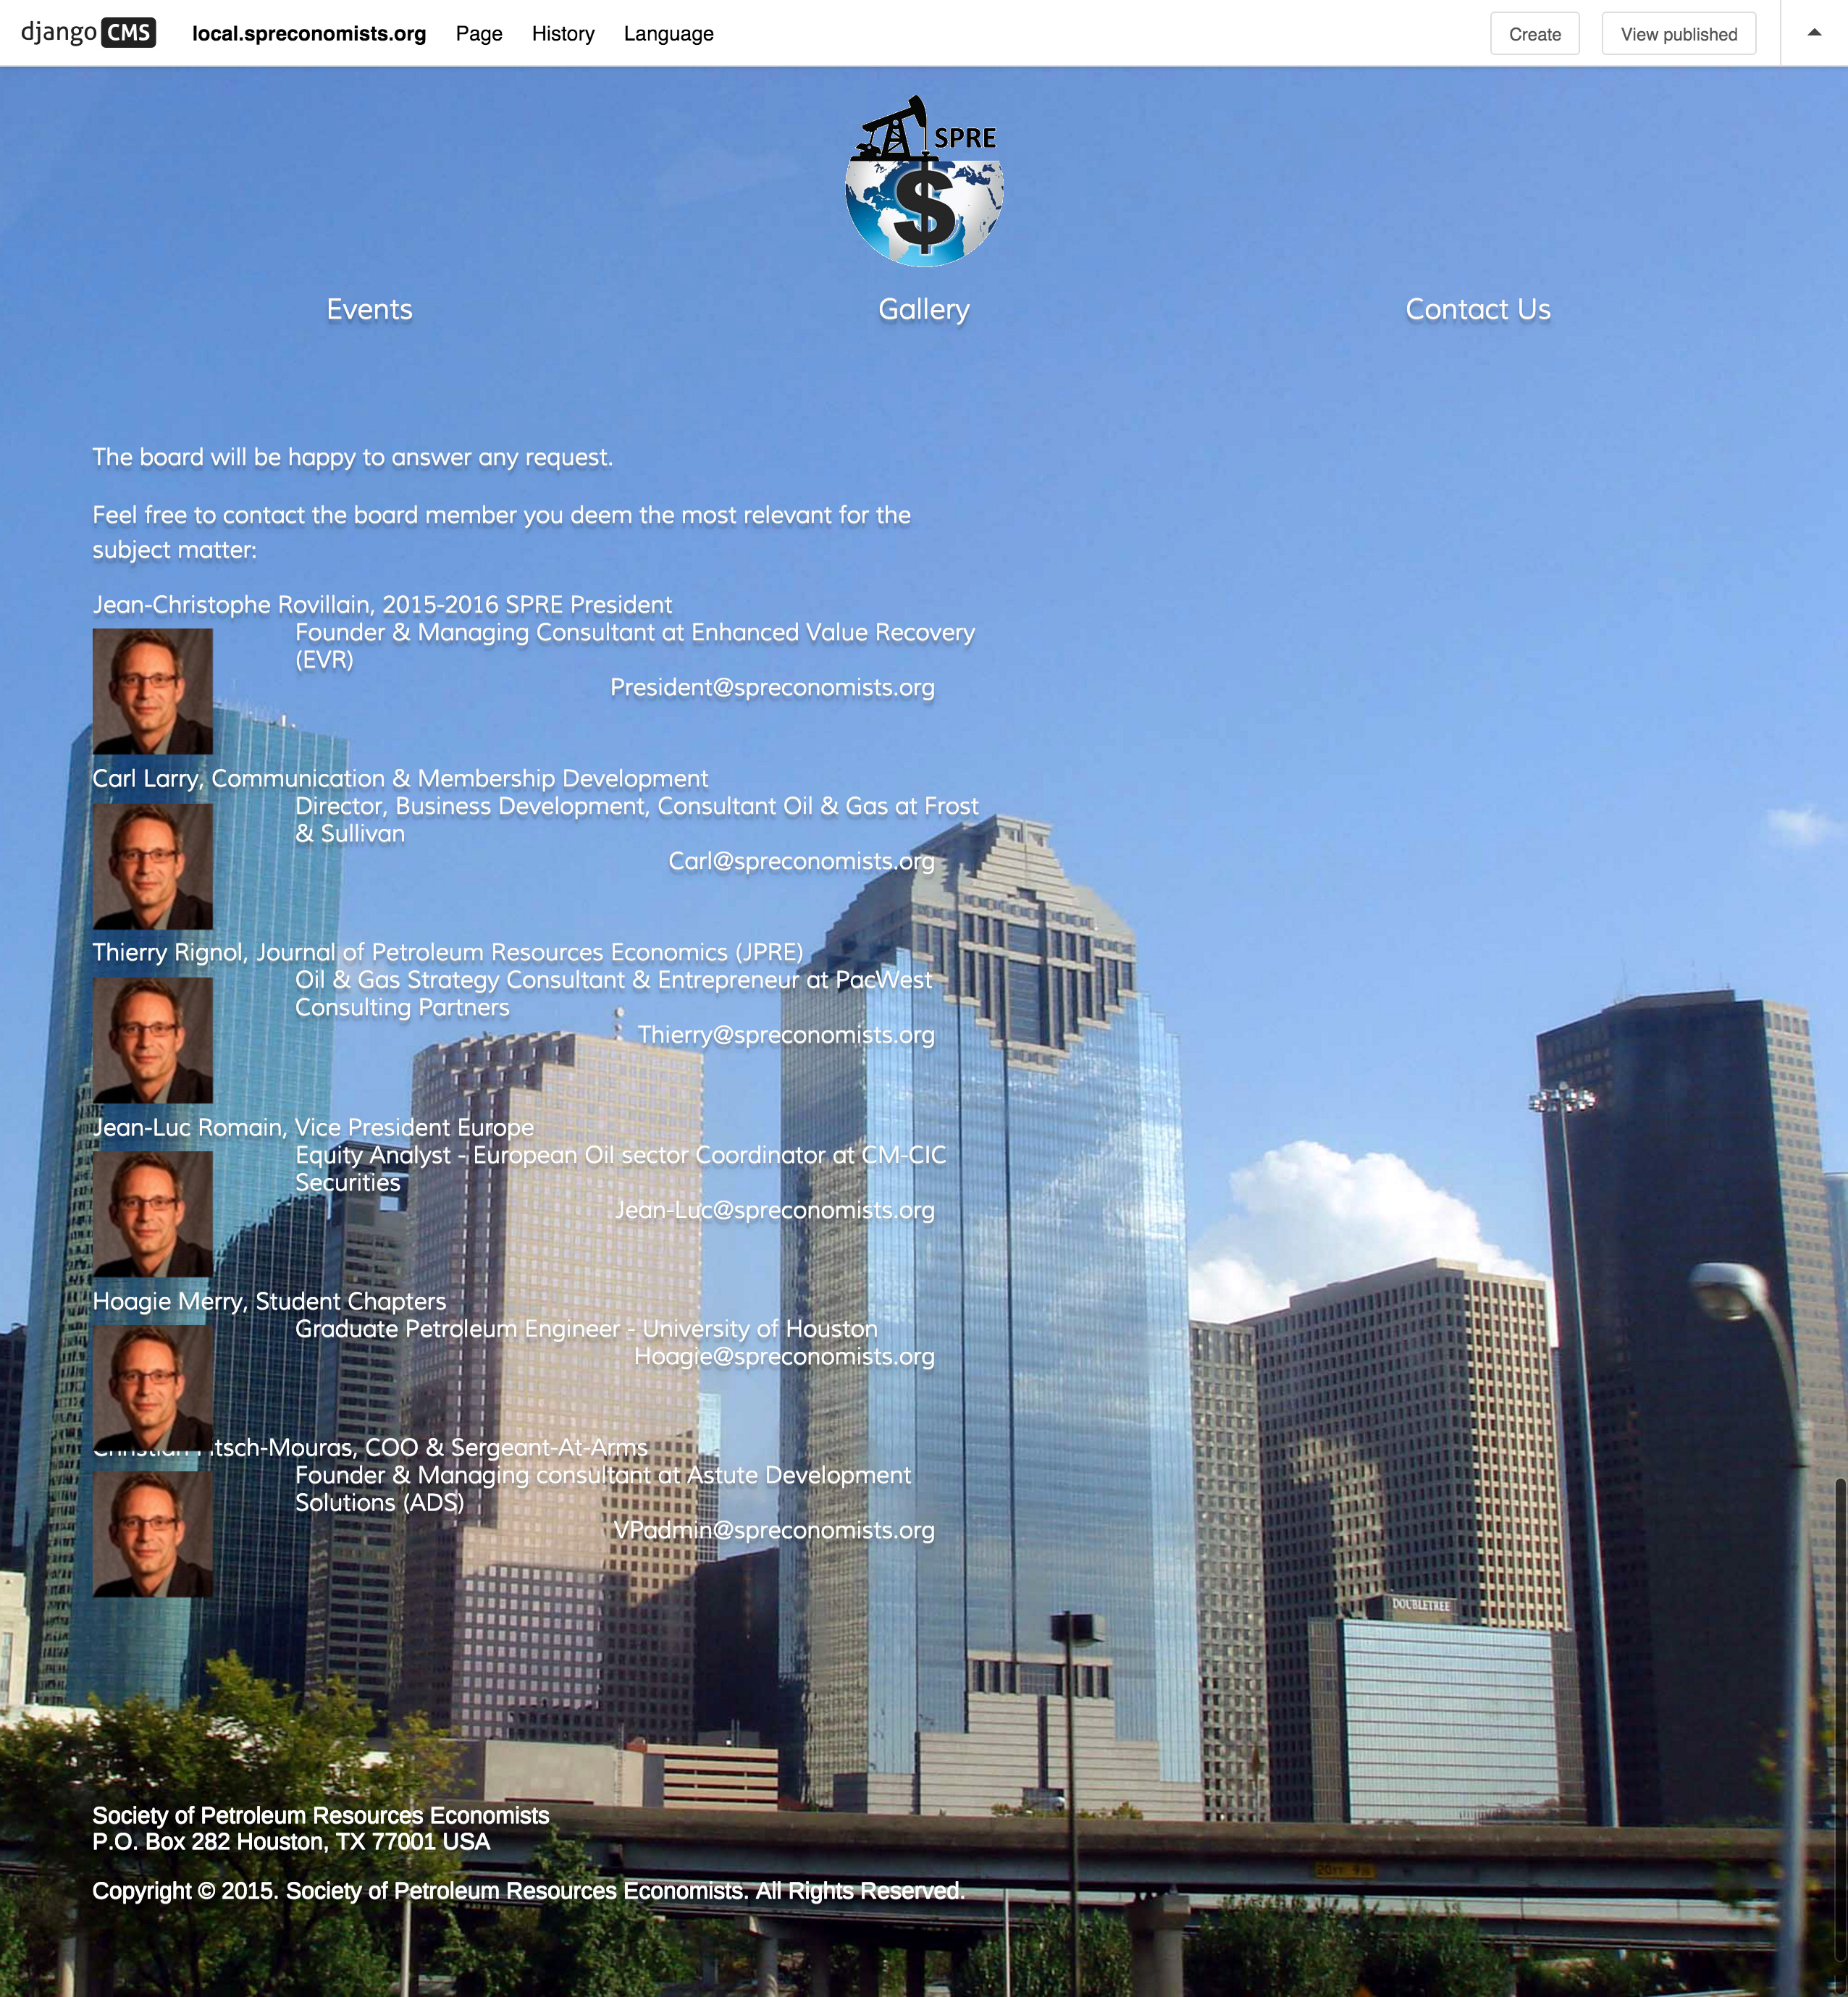 django CMS local.spreconomists.org Page History Language Create View published
SPRE
$
Events Gallery Contact Us
The board will be happy to answer any request.
Feel free to contact the board member you deem the most relevant for the
subject matter:
Jean-Christophe Rovillain, 2015-2016 SPRE President
Founder & Managing Consultant at Enhanced Value Recovery
(EVR)
President@spreconomists.org
Carl Larry, Communication & Membership Development
Director, Business Development, Consultant Oil & Gas at Frost
& Sullivan
Carl@spreconomists.org
Thierry Rignol, Journal of Petroleum Resources Economics (JPRE)
Oil & Gas Strategy Consultant & Entrepreneur at PacWest
Consulting Partners
Thierry@spreconomists.org
Jean-Luc Romain, Vice President Europe
Equity Analyst - European Oil sector Coordinator at CM-CIC
Securities
Jean-Luc@spreconomists.org
Hoagie Merry, Student Chapters
Graduate Petroleum Engineer - University of Houston
Hoagie@spreconomists.org
Christian itsch-Mouras, COO & Sergeant-At-Arms
Founder & Managing consultant at Astute Development
Solutions (ADS)
VPadmin@spreconomists.org
DOUBLETREE
Society of Petroleum Resources Economists
P.O. Box 282 Houston, TX 77001 USA
Copyright © 2015. Society of Petroleum Resources Economists. All Rights Reserved.